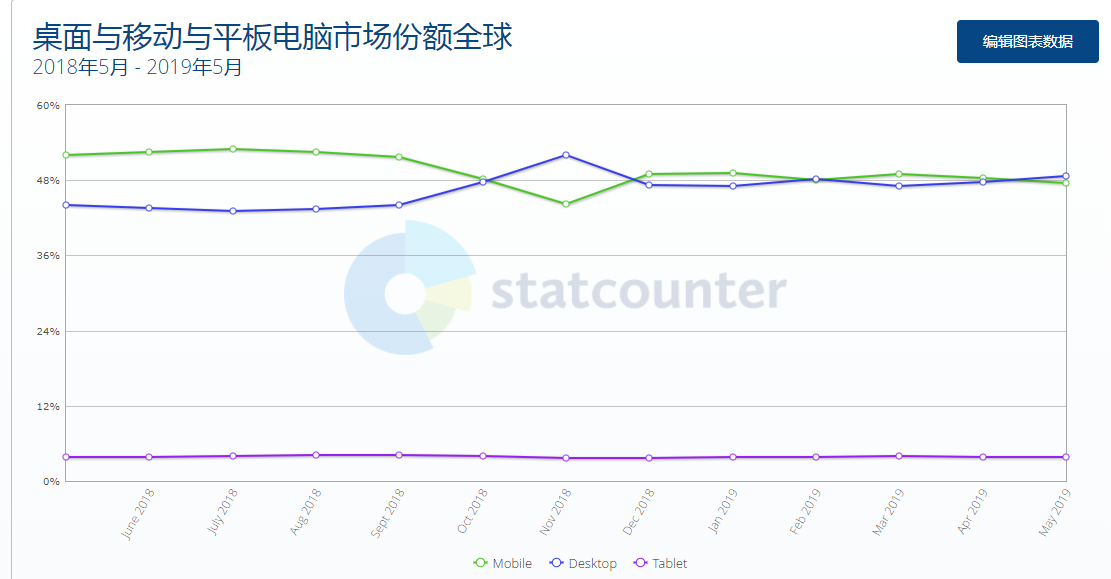 桌面与移动与平板电脑市场份额全球
2018年5月 - 2019年5月
编辑图表数据
60%
48%
36%
24%
12%
0%
statcounter
June 2018
July 2018
Aug 2018
Sept 2018
Oct 2018
Nov 2018
Dec 2018
Jan 2019
Feb 2019
Mar 2019
Apr 2019
May 2019
Mobile Desktop Tablet